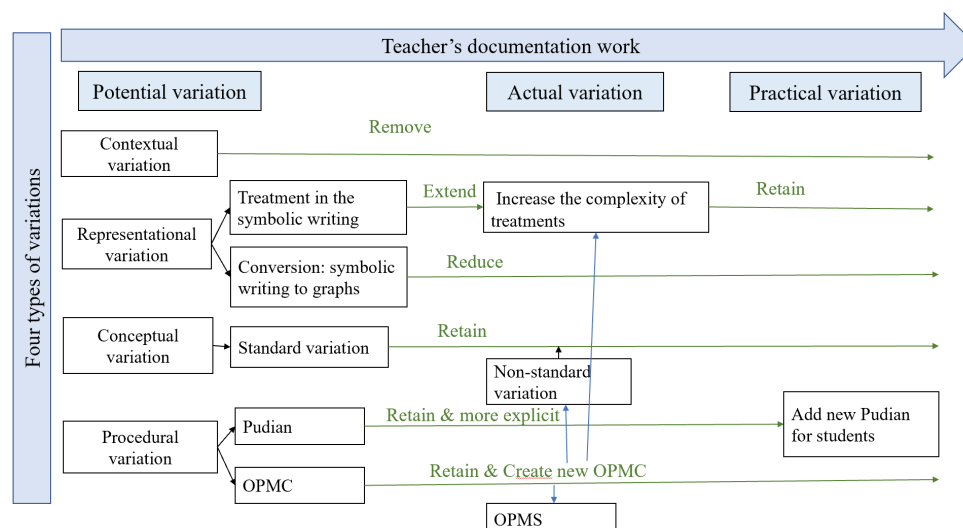 Teacher's documentation work
Potential variation
Actual variation
Practical variation
Four types of variations
Remove
Contextual
variation
Treatment in the
symbolic writing
Extend
Increase the complexity of
treatments
Retain
Representational
variation
Conversion: symbolic
writing to graphs
Reduce
Conceptual
variation
Standard variation
Retain
Non-standard
variation
Procedural
variation
Pudian
Retain & more explicit
Add new Pudian
for students
OPMC
Retain & Create new OPMC
OPMS